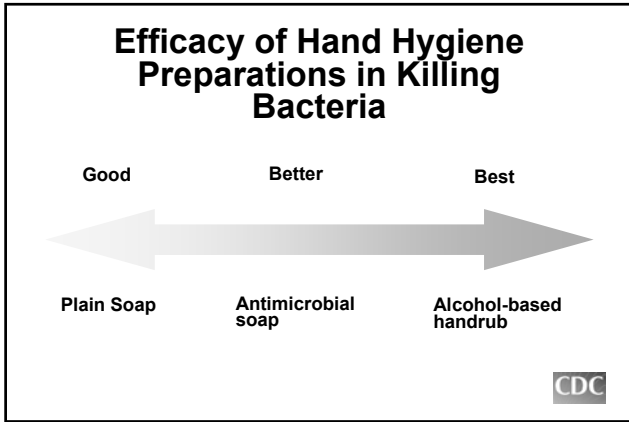 Efficacy of Hand Hygiene
Preparations in Killing
Bacteria
Good Better Best
Plain Soap Antimicrobial Alcohol-based
soap handrub
CDC